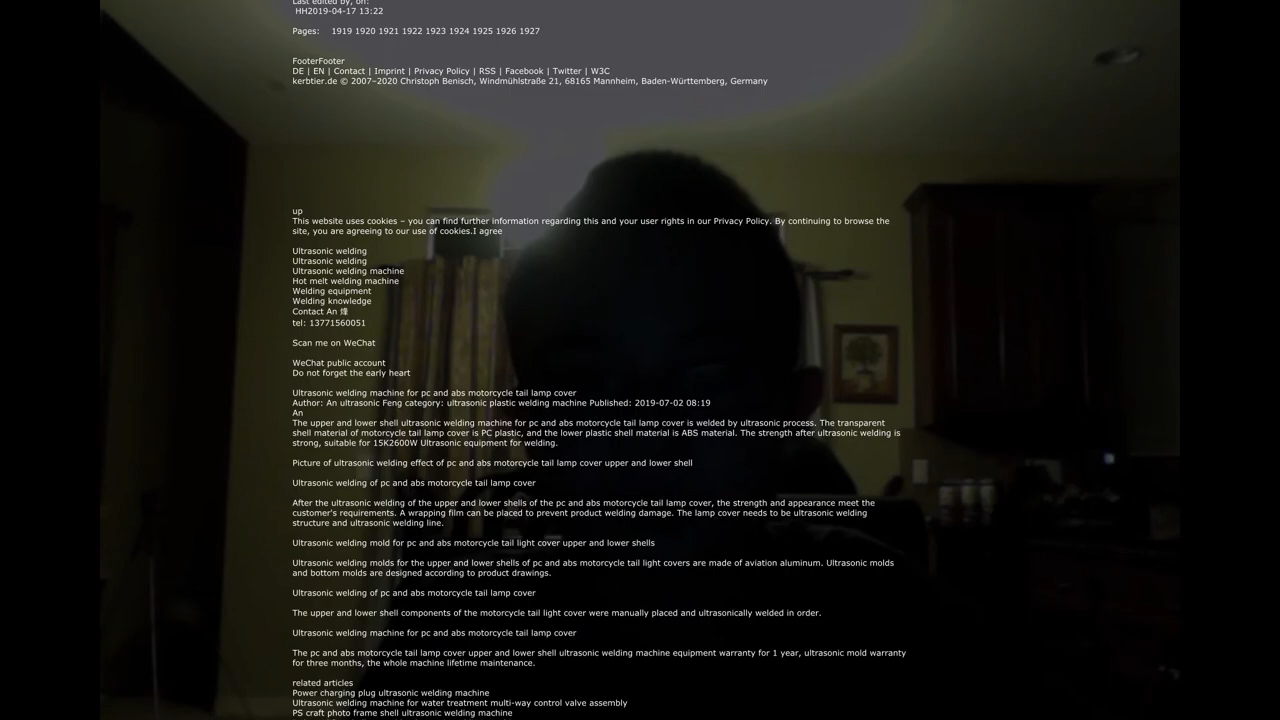 Last edited by, on:
HH2019-04-17 13:22
Pages: 1919 1920 1921 1922 1923 1924 1925 1926 1927
FooterFooter
DE | EN | Contact | Imprint | Privacy Policy | RSS | Facebook | Twitter | W3C
kerbtier.de © 2007–2020 Christoph Benisch, Windmühlstraße 21, 68165 Mannheim, Baden-Württemberg, Germany
up
This website uses cookies – you can find further information regarding this and your user rights in our Privacy Policy. By continuing to browse the
site, you are agreeing to our use of cookies.I agree
Ultrasonic welding
Ultrasonic welding
Ultrasonic welding machine
Hot melt welding machine
Welding equipment
Welding knowledge
Contact An
tel: 13771560051
Scan me on WeChat
WeChat public account
Do not forget the early heart
Ultrasonic welding machine for pc and abs motorcycle tail lamp cover
Author: An ultrasonic Feng category: ultrasonic plastic welding machine Published: 2019-07-02 08:19
An
The upper and lower shell ultrasonic welding machine for pc and abs motorcycle tail lamp cover is welded by ultrasonic process. The transparent
shell material of motorcycle tail lamp cover is PC plastic, and the lower plastic shell material is ABS material. The strength after ultrasonic welding is
strong, suitable for 15K2600W Ultrasonic equipment for welding.
Picture of ultrasonic welding effect of pc and abs motorcycle tail lamp cover upper and lower shell
Ultrasonic welding of pc and abs motorcycle tail lamp cover
After the ultrasonic welding of the upper and lower shells of the pc and abs motorcycle tail lamp cover, the strength and appearance meet the
customer's requirements. A wrapping film can be placed to prevent product welding damage. The lamp cover needs to be ultrasonic welding
structure and ultrasonic welding line.
Ultrasonic welding mold for pc and abs motorcycle tail light cover upper and lower shells
Ultrasonic welding molds for the upper and lower shells of pc and abs motorcycle tail light covers are made of aviation aluminum. Ultrasonic molds
and bottom molds are designed according to product drawings.
Ultrasonic welding of pc and abs motorcycle tail lamp cover
The upper and lower shell components of the motorcycle tail light cover were manually placed and ultrasonically welded in order.
Ultrasonic welding machine for pc and abs motorcycle tail lamp cover
The pc and abs motorcycle tail lamp cover upper and lower shell ultrasonic welding machine equipment warranty for 1 year, ultrasonic mold warranty
for three months, the whole machine lifetime maintenance.
related articles
Power charging plug ultrasonic welding machine
Ultrasonic welding machine for water treatment multi-way control valve assembly
PS craft photo frame shell ultrasonic welding machine